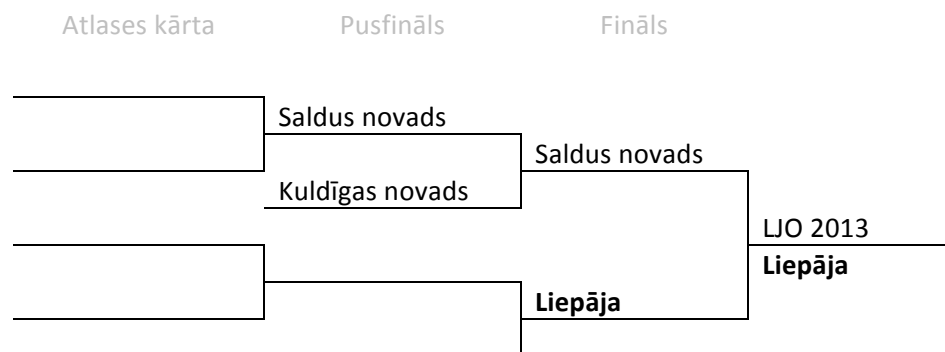 Atlases kārta Pusfināls Fināls
Saldus novads
Saldus novads
Kuldīgas novads
LJO 2013
Liepāja
Liepāja